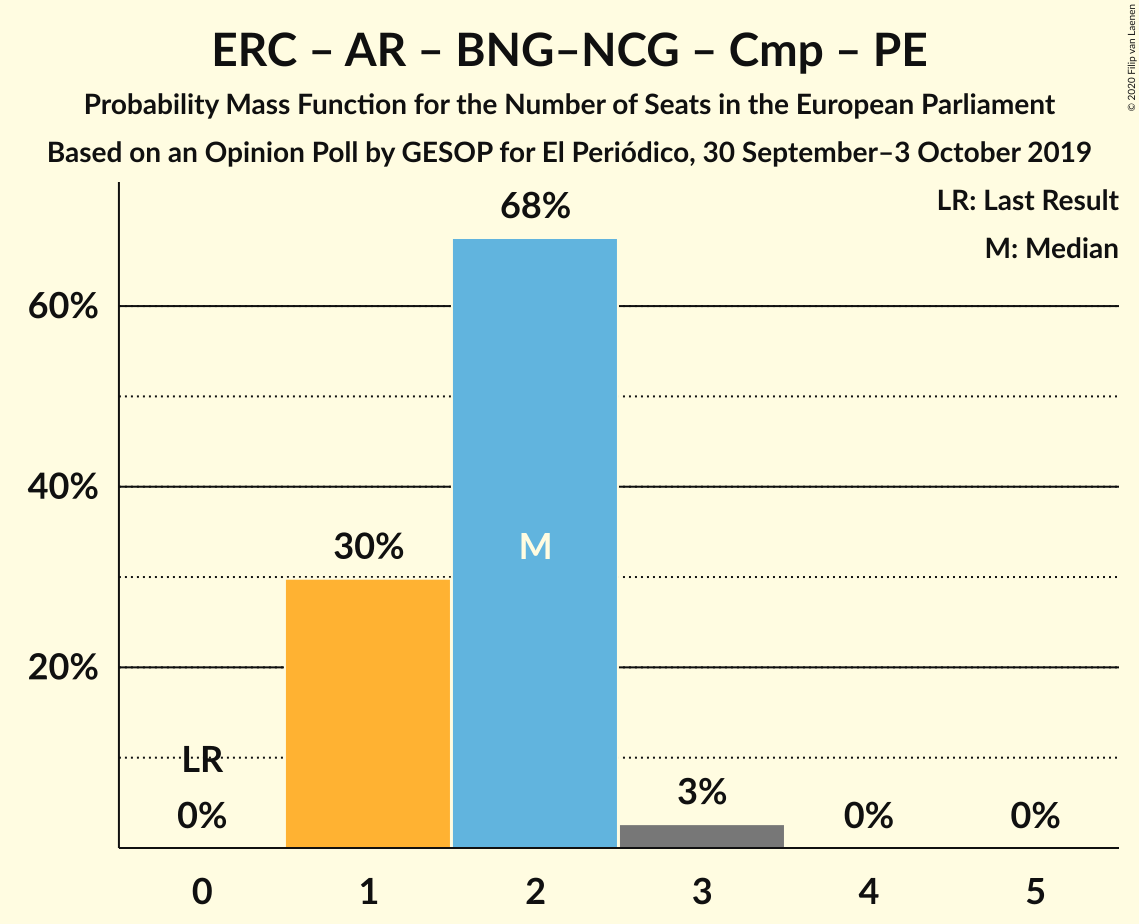 ERC – AR – BNG–NCG – Cmp – PE
Probability Mass Function for the Number of Seats in the European Parliament
Based on an Opinion Poll by GESOP for El Periódico, 30 September–3 October 2019
© 2020 Filip van Laenen
LR: Last Result
M: Median
68%
60%
40%
30%
M
20%
LR
0%
3%
0%
0%
0 1 2 3 4 5